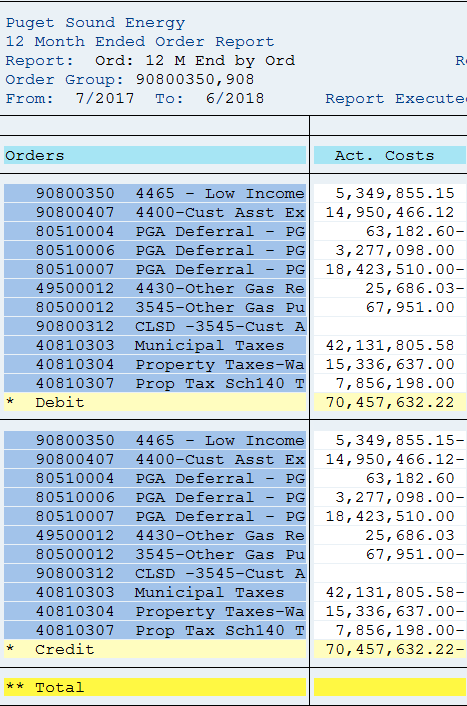 Puget Sound Energy
12 Month Ended Order Report
Report: Ord: 12 M End by Ord
Order Group: 90800350,908
From: 7/2017 To: 6/2018 Report Execute
Orders Act. Costs
90800350 4465 - Low Income 5,349,855.15
90800407 4400-Cust Asst Ex 14,950,466.12
80510004 PGA Deferral - PG 63,182.60-
80510006 PGA Deferral - PG 3,277,098.00
80510007 PGA Deferral - PG 18,423,510.00-
49500012 4430-Other Gas Re 25,686.03-
80500012 3545-Other Gas Pu 67,951.00
90800312 CLSD -3545-Cust A
40810303 Municipal Taxes 42,131,805.58
40810304 Property Taxes-Wa 15,336,637.00
40810307 Prop Tax Sch140 T 7,856,198.00
* Debit 70,457,632.22
90800350 4465 - Low Income 5,349,855.15-
90800407 4400-Cust Asst Ex 14,950,466.12-
80510004 PGA Deferral - PG 63,182.60
80510006 PGA Deferral - PG 3,277,098.00-
80510007 PGA Deferral - PG 18,423,510.00
49500012 4430-Other Gas Re 25,686.03
80500012 3545-Other Gas Pu 67,951.00-
90800312 CLSD -3545-Cust A
40810303 Municipal Taxes 42,131,805.58-
40810304 Property Taxes-Wa 15,336,637.00-
40810307 Prop Tax Sch140 T 7,856,198.00-
* Credit 70,457,632.22-
** Total